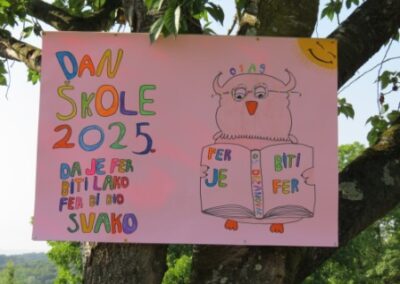 DAN
ŠKOLE
2025.
DA JE FER
BITI LAKO
FER BI BIO
SVAKO
FER
JE
BITI
FER